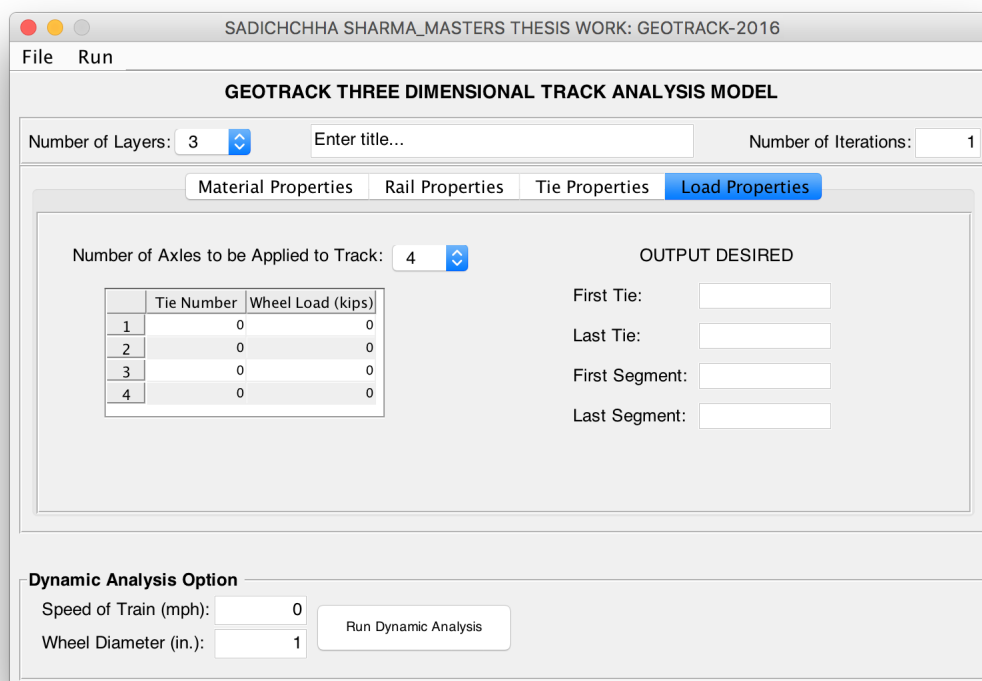 SADICHCHHA SHARMA_MASTERS THESIS WORK: GEOTRACK-2016
File Run
GEOTRACK THREE DIMENSIONAL TRACK ANALYSIS MODEL
Number of Layers: 3 Enter title... Number of Iterations: 1
Material Properties Rail Properties Tie Properties Load Properties
Number of Axles to be Applied to Track: 4
Tie Number Wheel Load (kips)
1 0 0
2 0 0
3 0 0
4 0 0
OUTPUT DESIRED
First Tie:
Last Tie:
First Segment:
Last Segment:
Dynamic Analysis Option
Speed of Train (mph): 0
Wheel Diameter (in.): 1
Run Dynamic Analysis